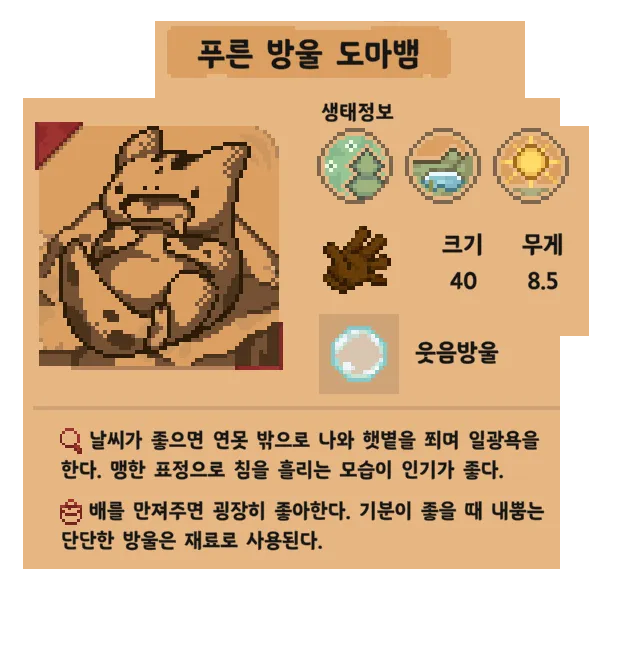 푸른 방울 도마뱀
생태정보
크기 무게
40 8.5
웃음방울
날씨가 좋으면 연못 밖으로 나와 햇볕을 죄며 일광욕을
한다. 맹한 표정으로 침을 흘리는 모습이 인기가 좋다.
배를 만져주면 굉장히 좋아한다. 기분이 좋을 때 내뿜는
단단한 방울은 재료로 사용된다.